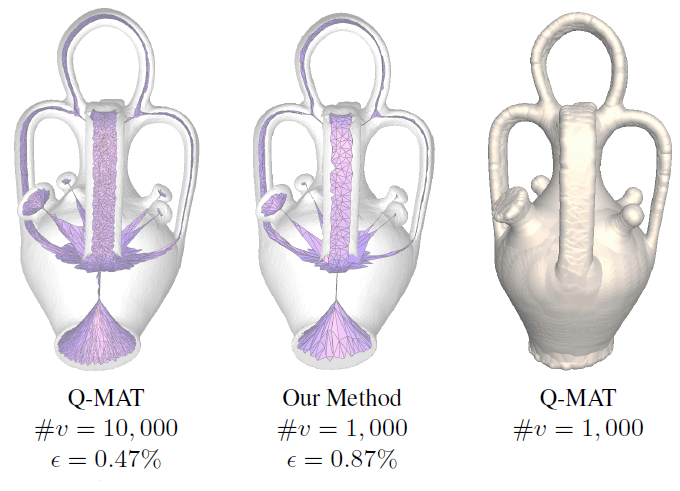 Q-MAT
#v = 10, 000
ϵ = 0.47%
Our Method
#v = 1, 000
ϵ = 0.87%
Q-MAT
#v = 1, 000